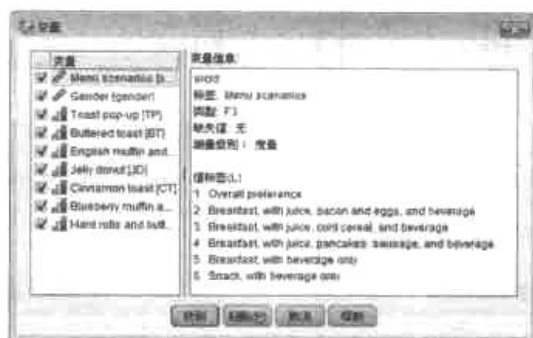 变量
变量
Menu scenarios [s...
Gender [gender]
Toast pop-up [TP]
Buttered toast [BT]
English muffin and...
Jelly donut [JD]
Cinnamon toast [CT]
Blueberry muffin a...
Hard rolls and butt...
变量信息:
srcid
标签: Menu scenarios
类型: F1
缺失值: 无
测量级别: 度量
值标签(L):
1 Overall preference
2 Breakfast, with juice, bacon and eggs, and beverage
3 Breakfast, with juice, cold cereal, and beverage
4 Breakfast, with juice, pancakes, sausage, and beverage
5 Breakfast, with beverage only
6 Snack, with beverage only
转到
粘贴(P)
取消
帮助